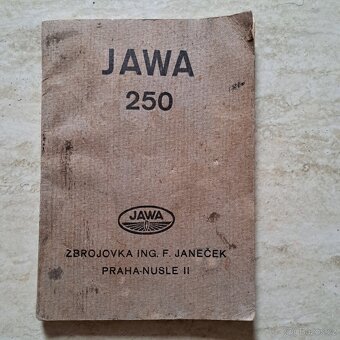 JAWA
250
JAWA
ZBROJOVKA ING. F. JANEČEK
PRAHA-NUSLE II